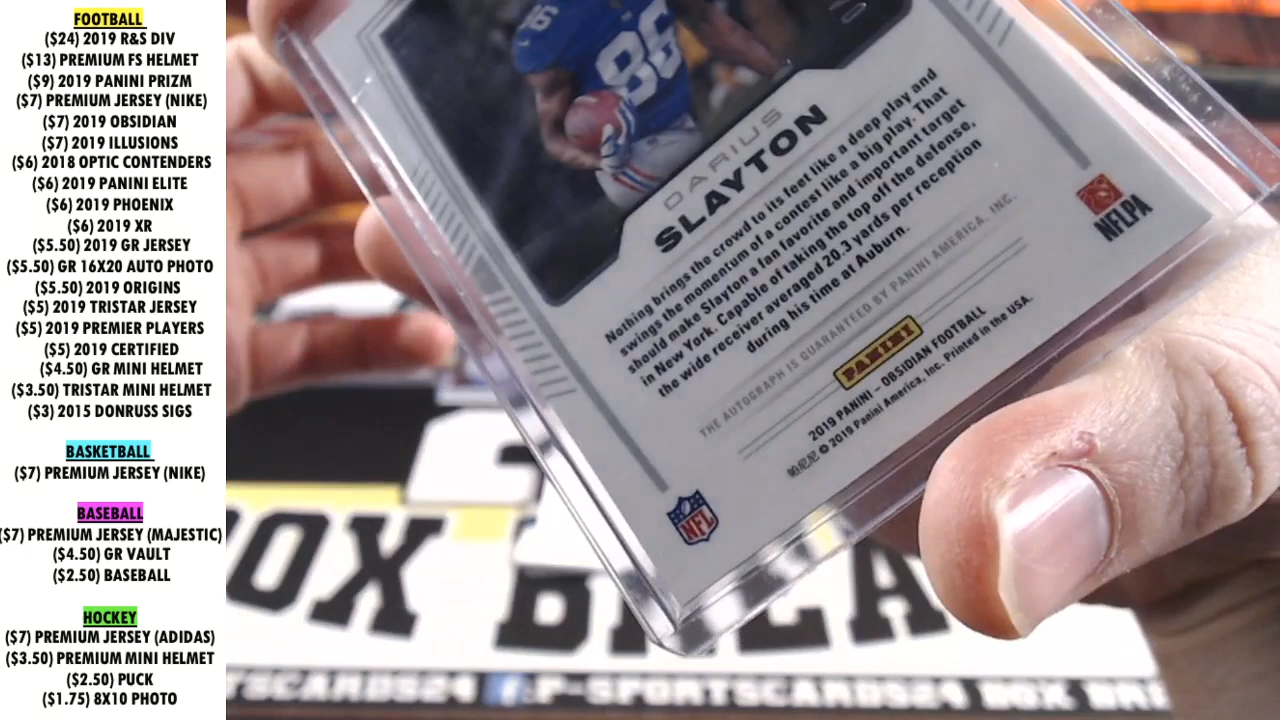 FOOTBALL
($24) 2019 R&S DIV
($13) PREMIUM FS HELMET
($9) 2019 PANINI PRIZM
($7) PREMIUM JERSEY (NIKE)
($7) 2019 OBSIDIAN
($7) 2019 ILLUSIONS
($6) 2018 OPTIC CONTENDERS
($6) 2019 PANINI ELITE
($6) 2019 PHOENIX
($6) 2019 XR
($5.50) 2019 GR JERSEY
($5.50) GR 16X20 AUTO PHOTO
($5.50) 2019 ORIGINS
($5) 2019 TRISTAR JERSEY
($5) 2019 PREMIER PLAYERS
($5) 2019 CERTIFIED
($4.50) GR MINI HELMET
($3.50) TRISTAR MINI HELMET
($3) 2015 DONRUSS SIGS
BASKETBALL
($7) PREMIUM JERSEY (NIKE)
BASEBALL
($7) PREMIUM JERSEY (MAJESTIC)
($4.50) GR VAULT
($2.50) BASEBALL
HOCKEY
($7) PREMIUM JERSEY (ADIDAS)
($3.50) PREMIUM MINI HELMET
($2.50) PUCK
($1.75) 8X10 PHOTO
86
86
DARIUS
SLAYTON
Nothing brings the crowd to its feet like a deep play and
swings the momentum of a contest like a big play. That
should make Slayton a fan favorite and important target
in New York. Capable of taking the top off the defense,
the wide receiver averaged 20.3 yards per reception
during his time at Auburn.
THE AUTOGRAPH IS GUARANTEED BY PANINI AMERICA, INC.
PANINI
2019 PANINI – OBSIDIAN FOOTBALL
© 2019 Panini America, Inc. Printed in the USA.
NFL
NFLPA
OX
TSCARDS24 f P-SPORTSCARDS24 BOX BR